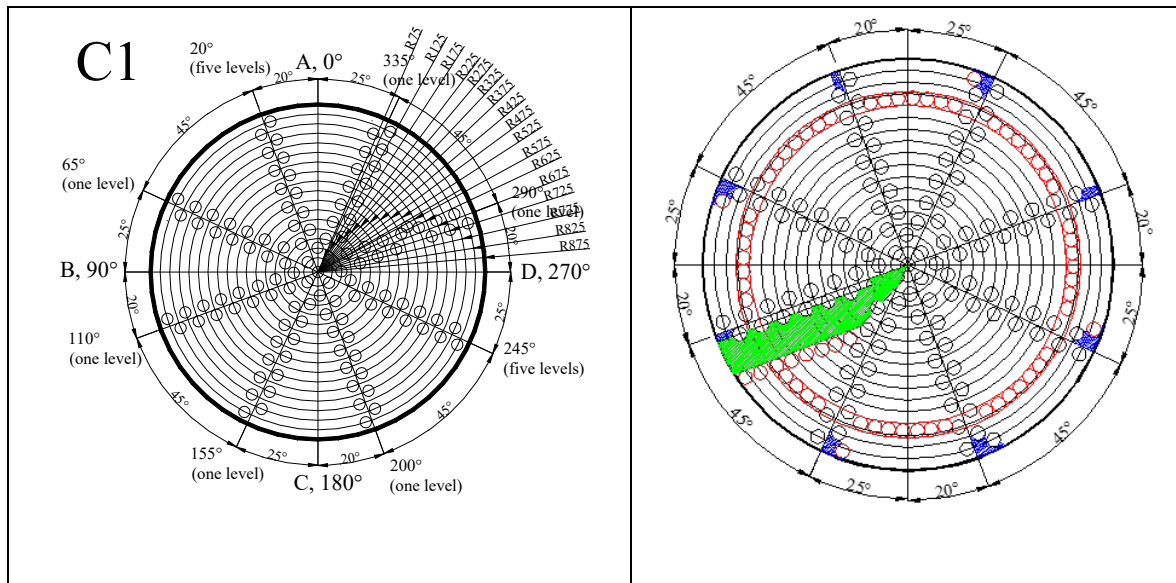 C1
20°
(five levels)
A, 0°
335°
(one level)
20°
25°
45°
45°
R75
R125
R175
R225
R275
R325
R375
R425
R475
R525
R575
R625
R675
R725
R775
R825
R875
65°
(one level)
290°
(one level)
25°
20°
B, 90°
D, 270°
20°
25°
110°
(one level)
245°
(five levels)
45°
45°
155°
(one level)
25°
20°
200°
(one level)
C, 180°
20°
25°
45°
45°
25°
20°
20°
25°
45°
45°
25°
20°